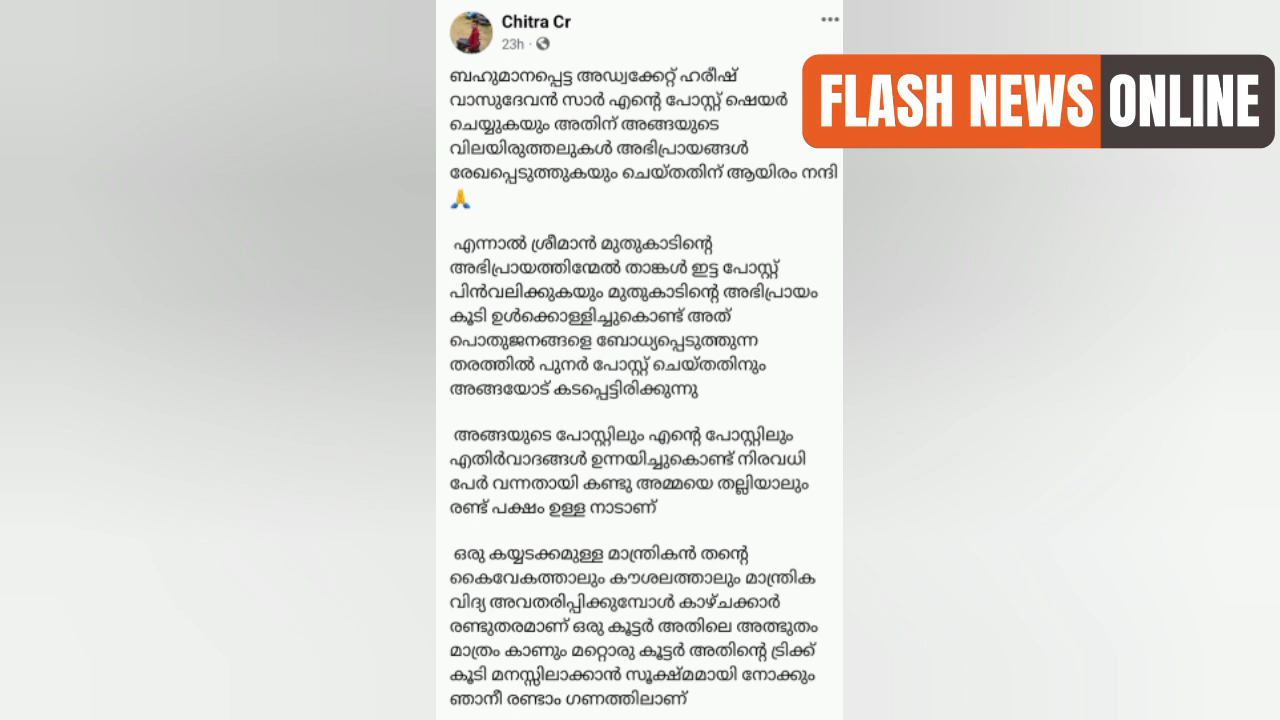 Chitra Cr
23h
FLASH NEWS ONLINE
ബഹുമാനപ്പെട്ട അഡ്വക്കേറ്റ് ഹരീഷ്
വാസുദേവൻ സാർ എന്റെ പോസ്റ്റ് ഷെയർ
ചെയ്യുകയും അതിന് അങ്ങയുടെ
വിലയിരുത്തലുകൾ അഭിപ്രായങ്ങൾ
രേഖപ്പെടുത്തുകയും ചെയ്തതിന് ആയിരം നന്ദി
🙏
എന്നാൽ ശ്രീമാൻ മുതുകാടിന്റെ
അഭിപ്രായത്തിന്മേൽ താങ്കൾ ഇട്ട പോസ്റ്റ്
പിൻവലിക്കുകയും മുതുകാടിന്റെ അഭിപ്രായം
കൂടി ഉൾക്കൊള്ളിച്ചുകൊണ്ട് അത്
പൊതുജനങ്ങളെ ബോധ്യപ്പെടുത്തുന്ന
തരത്തിൽ പുനർ പോസ്റ്റ് ചെയ്തതിനും
അങ്ങയോട് കടപ്പെട്ടിരിക്കുന്നു
അങ്ങയുടെ പോസ്റ്റിലും എന്റെ പോസ്റ്റിലും
എതിർവാദങ്ങൾ ഉന്നയിച്ചുകൊണ്ട് നിരവധി
പേർ വന്നതായി കണ്ടു അമ്മയെ തല്ലിയാലും
രണ്ട് പക്ഷം ഉള്ള നാടാണ്
ഒരു കയ്യടക്കമുള്ള മാന്ത്രികൻ തന്റെ
കൈവേകത്താലും കൗശലത്താലും മാന്ത്രിക
വിദ്യ അവതരിപ്പിക്കുമ്പോൾ കാഴ്ചക്കാർ
രണ്ടുതരമാണ് ഒരു കൂട്ടർ അതിലെ അത്ഭുതം
മാത്രം കാണും മറ്റൊരു കൂട്ടർ അതിന്റെ ട്രിക്ക്
കൂടി മനസ്സിലാക്കാൻ സൂക്ഷ്മമായി നോക്കും
ഞാനീ രണ്ടാം ഗണത്തിലാണ്